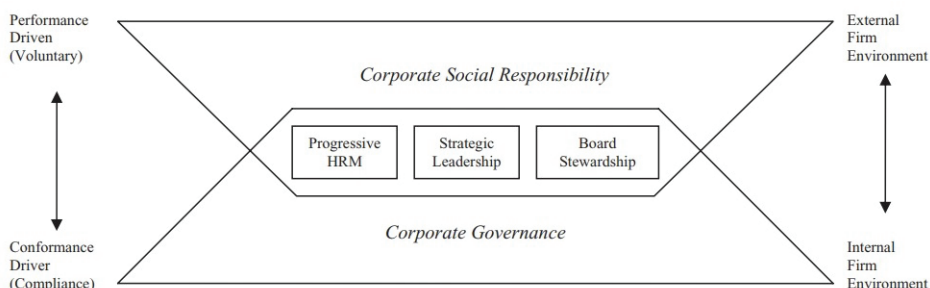 Performance
Driven
(Voluntary)
External
Firm
Environment
Corporate Social Responsibility
Progressive
HRM
Strategic
Leadership
Board
Stewardship
Corporate Governance
Conformance
Driver
(Compliance)
Internal
Firm
Environment